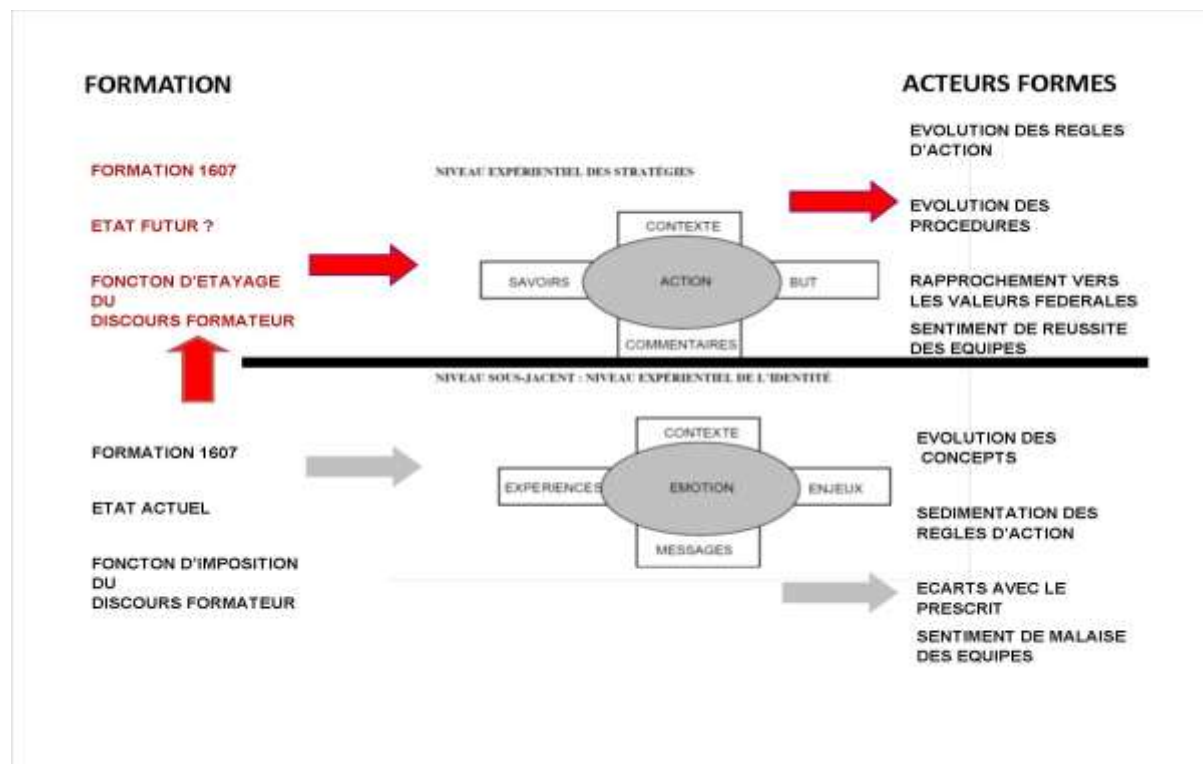 FORMATION
ACTEURS FORMES
FORMATION 1607
ETAT FUTUR ?
FONCTON D'ETAYAGE
DU
DISCOURS FORMATEUR
NIVEAU EXPÉRIENTIEL DES STRATÉGIES
CONTEXTE
SAVOIRS
ACTION
BUT
COMMENTAIRES
EVOLUTION DES REGLES
D'ACTION
EVOLUTION DES
PROCEDURES
RAPPROCHEMENT VERS
LES VALEURS FEDERALES
SENTIMENT DE REUSSITE
DES EQUIPES
NIVEAU SOUS-JACENT : NIVEAU EXPÉRIENTIEL DE L'IDENTITÉ
FORMATION 1607
ETAT ACTUEL
FONCTON D'IMPOSITION
DU
DISCOURS FORMATEUR
CONTEXTE
EXPERIENCES
EMOTION
ENJEUX
MESSAGES
EVOLUTION DES
CONCEPTS
SEDIMENTATION DES
REGLES D'ACTION
ECARTS AVEC LE
PRESCRIT
SENTIMENT DE MALAISE
DES EQUIPES